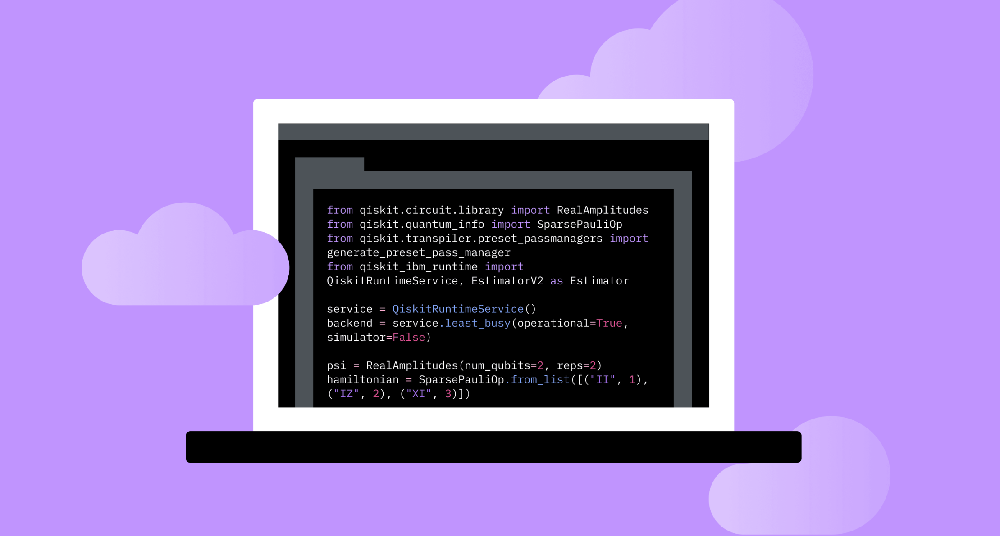 from qiskit.circuit.library import RealAmplitudes
from qiskit.quantum_info import SparsePauliOp
from qiskit.transpiler.preset_passmanagers import
generate_preset_pass_manager
from qiskit_ibm_runtime import
QiskitRuntimeService, EstimatorV2 as Estimator
service = QiskitRuntimeService()
backend = service.least_busy(operational=True,
simulator=False)
psi = RealAmplitudes(num_qubits=2, reps=2)
hamiltonian = SparsePauliOp.from_list([("II", 1),
("IZ", 2), ("XI", 3)])